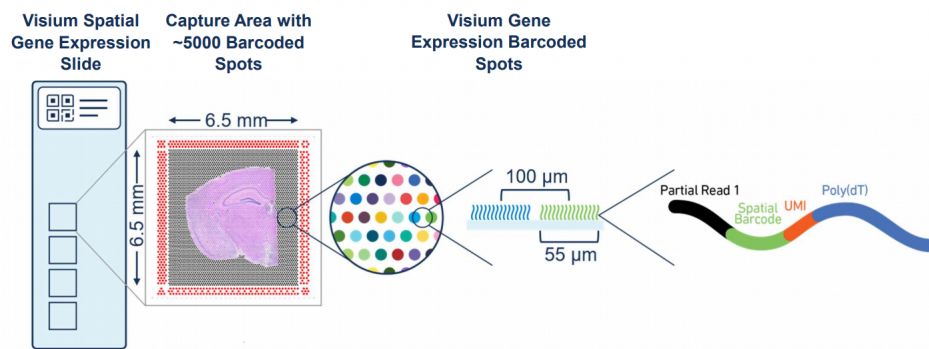 Visium Spatial
Gene Expression
Slide
Capture Area with
~5000 Barcoded
Spots
Visium Gene
Expression Barcoded
Spots
6.5 mm
6.5 mm
100 µm
55 µm
Partial Read 1
Spatial
Barcode
UMI
Poly(dT)